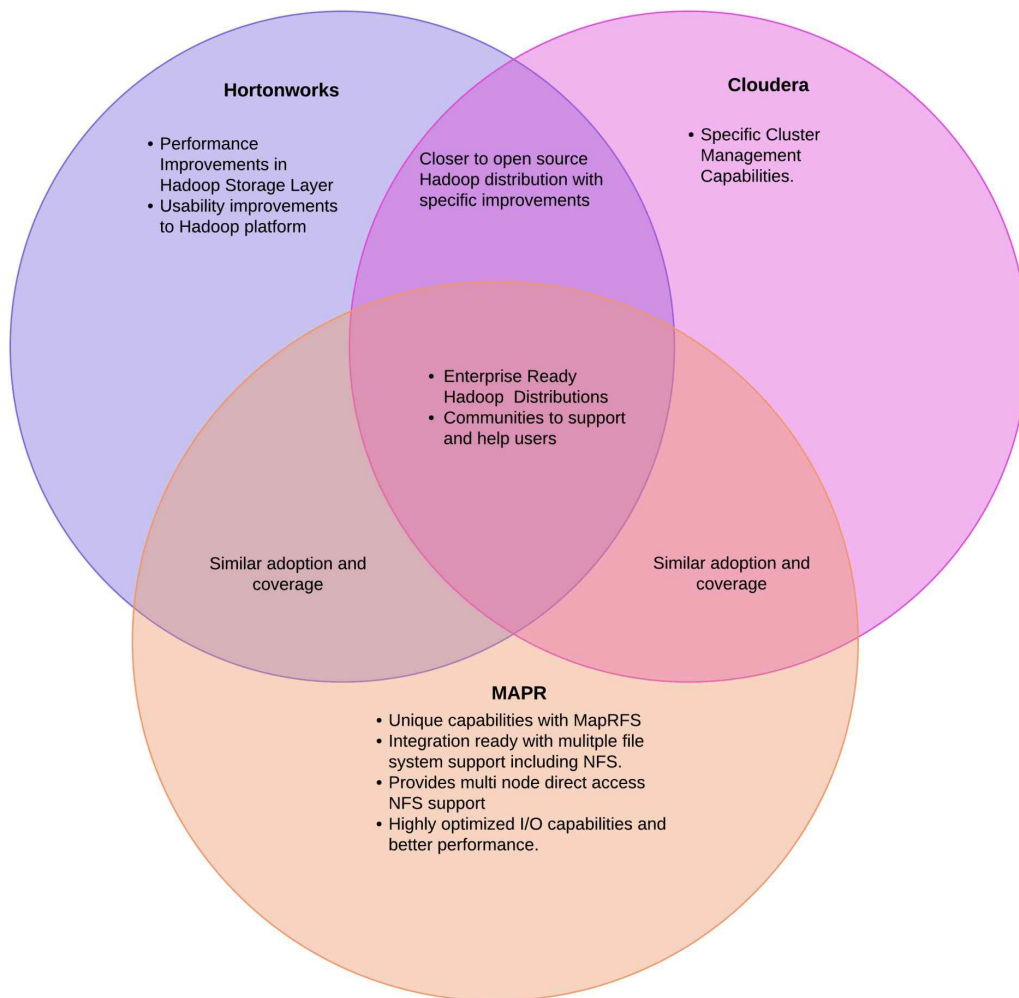 Hortonworks
• Performance
Improvements in
Hadoop Storage Layer
• Usability improvements
to Hadoop platform
Closer to open source
Hadoop distribution with
specific improvements
Cloudera
• Specific Cluster
Management
Capabilities.
• Enterprise Ready
Hadoop Distributions
• Communities to support
and help users
Similar adoption and
coverage
Similar adoption and
coverage
MAPR
• Unique capabilities with MapRFS
• Integration ready with mulitple file
system support including NFS.
• Provides multi node direct access
NFS support
• Highly optimized I/O capabilities and
better performance.